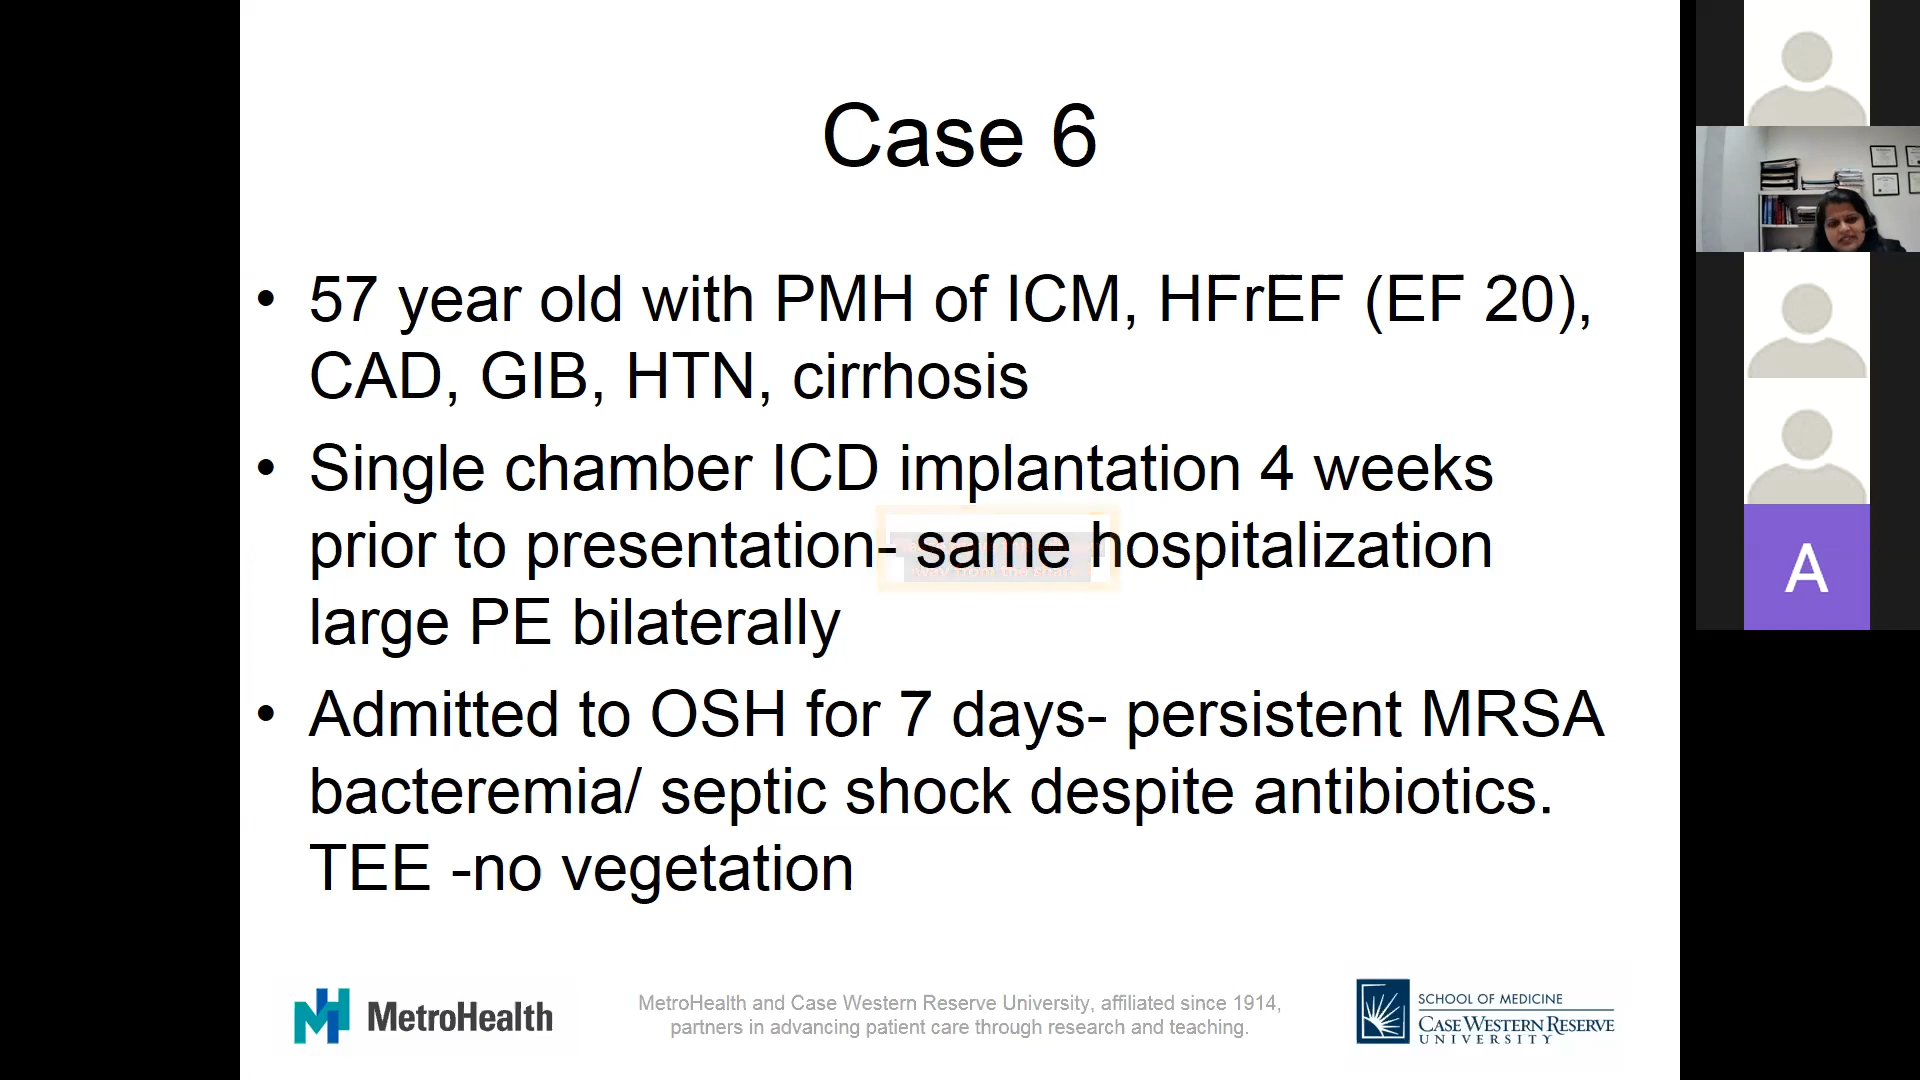 Case 6
• 57 year old with PMH of ICM, HFrEF (EF 20),
CAD, GIB, HTN, cirrhosis
• Single chamber ICD implantation 4 weeks
prior to presentation- same hospitalization
large PE bilaterally
• Admitted to OSH for 7 days- persistent MRSA
bacteremia/ septic shock despite antibiotics.
TEE -no vegetation
MetroHealth
MetroHealth and Case Western Reserve University, affiliated since 1914,
partners in advancing patient care through research and teaching.
SCHOOL OF MEDICINE
CASE WESTERN RESERVE
UNIVERSITY
A